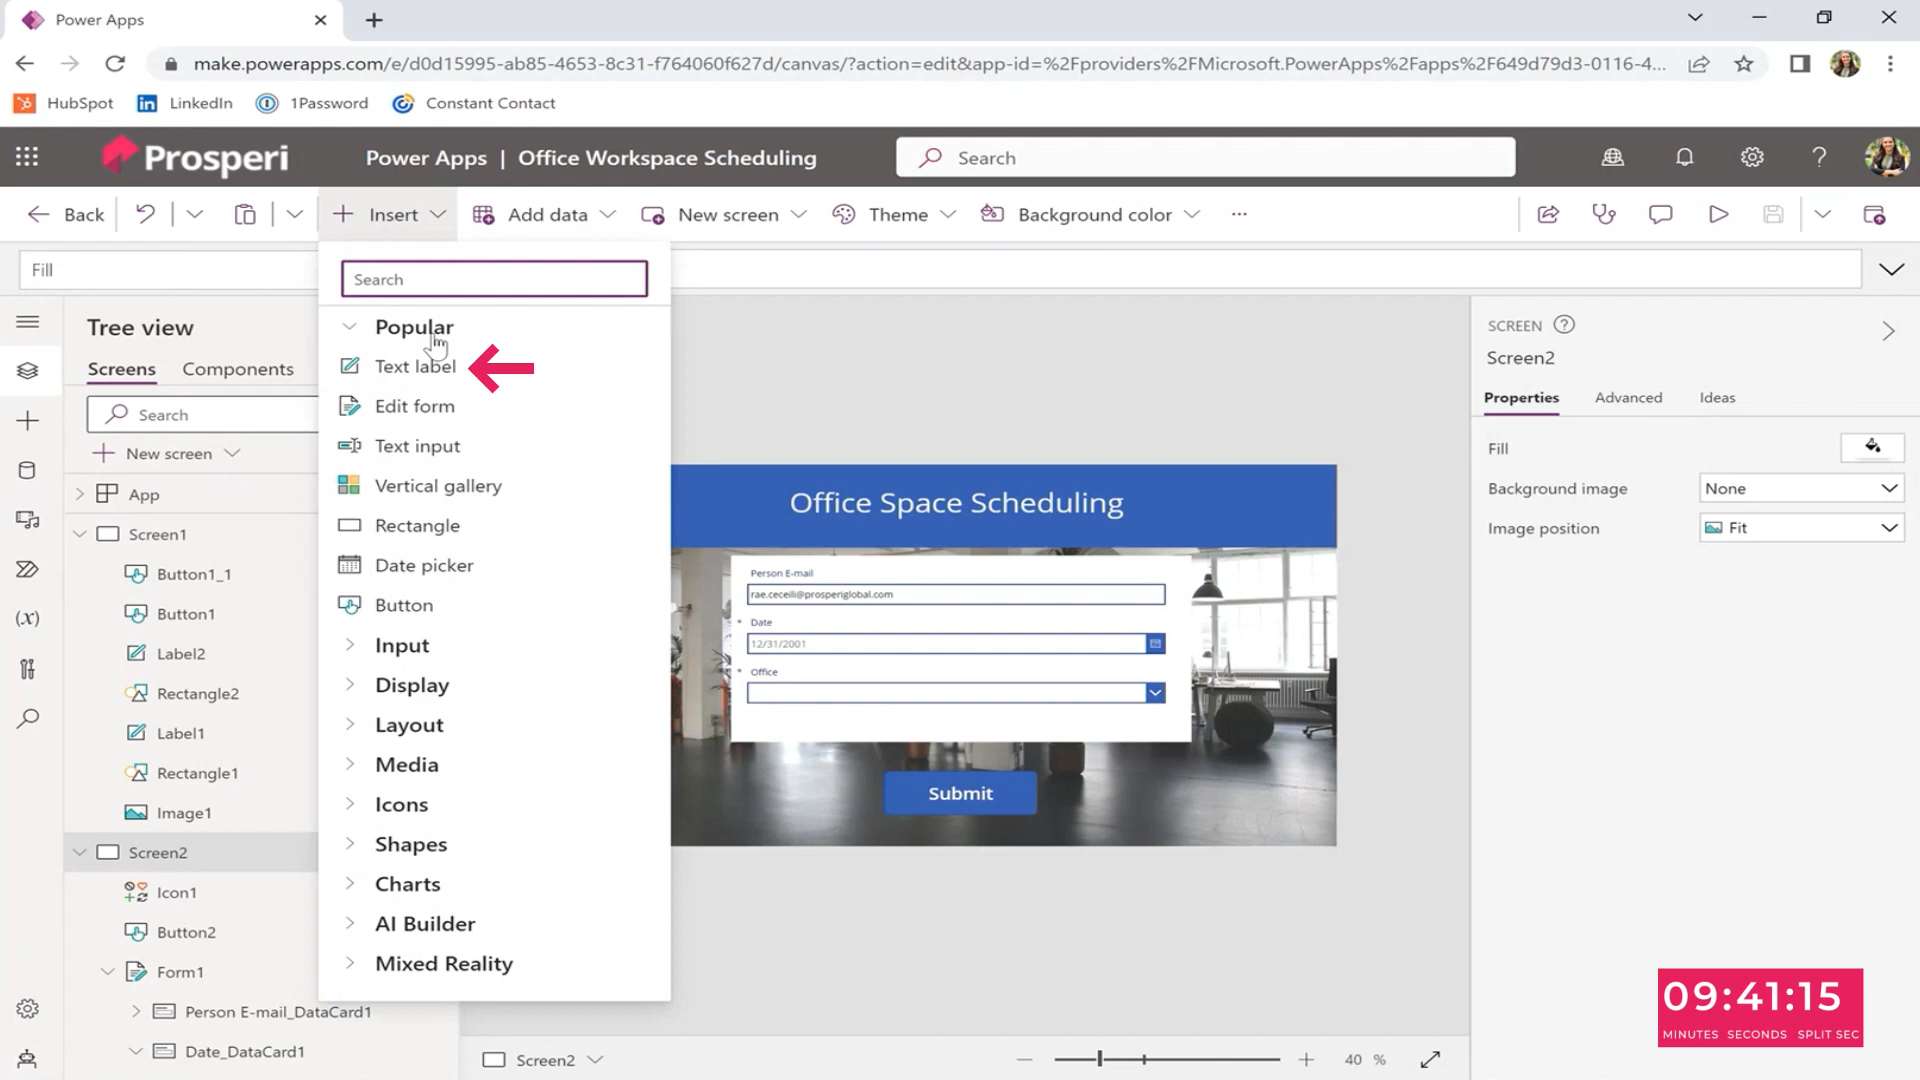 Power Apps
make.powerapps.com/e/d0d15995-ab85-4653-8c31-f764060f627d/canvas/?action=edit&app-id=%2Fproviders%2FMicrosoft.PowerApps%2Fapps%2F649d79d3-0116-4...
HubSpot LinkedIn 1Password Constant Contact
Prosperi Power Apps | Office Workspace Scheduling Search
Back Insert Add data New screen Theme Background color ...
Fill
Search
Tree view
Screens Components
Search
New screen
App
Screen1
Button1_1
Button1
Label2
Rectangle2
Label1
Rectangle1
Image1
Screen2
Icon1
Button2
Form1
Person E-mail_DataCard1
Date_DataCard1
Popular
Text label
Edit form
Text input
Vertical gallery
Rectangle
Date picker
Button
Input
Display
Layout
Media
Icons
Shapes
Charts
AI Builder
Mixed Reality
Office Space Scheduling
Person E-mail
rae.ceceili@prosperiglobal.com
* Date
12/31/2001
* Office
Submit
SCREEN
Screen2
Properties Advanced Ideas
Fill
Background image None
Image position Fit
09:41:15
MINUTES SECONDS SPLIT SEC
Screen2 40 %